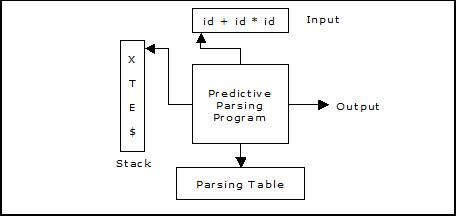 id + id * id
Input
X
T
E
$
Stack
Predictive
Parsing
Program
Output
Parsing Table